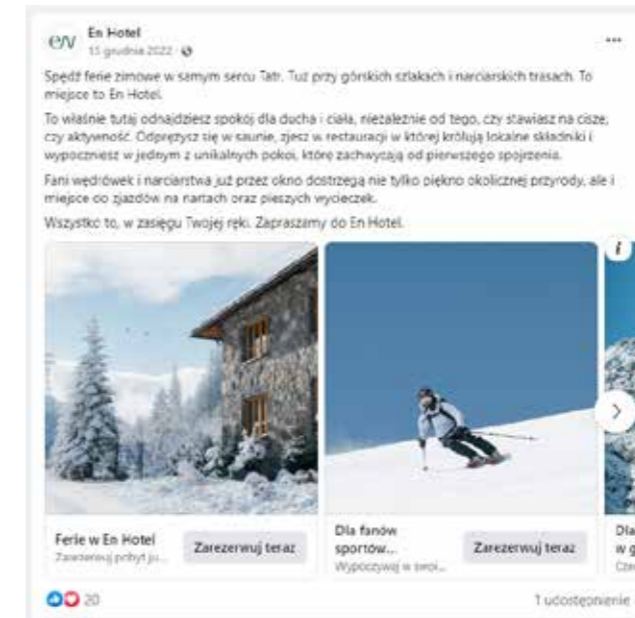 en
En Hotel
15 grudnia 2022
Spędź ferie zimowe w samym sercu Tatr. Tuż przy górskich szlakach i narciarskich trasach. To
miejsce to En Hotel.
To właśnie tutaj odnajdziesz spokój dla ducha i ciała, niezależnie od tego, czy stawiasz na ciszę,
czy aktywność. Odprężysz się w saunie, zjesz w restauracji w której królują lokalne składniki i
wypoczniesz w jednym z unikalnych pokoi, które zachwycają od pierwszego spojrzenia.
Fani wędrówek i narciarstwa już przez okno dostrzegą nie tylko piękno okolicznej przyrody, ale i
miejsce do zjazdów na nartach oraz pieszych wycieczek.
Wszystko to, w zasięgu Twojej ręki. Zapraszamy do En Hotel.
i
Ferie w En Hotel
Zarezerwuj pobyt ju...
Zarezerwuj teraz
Dla fanów
sportów...
Wypoczywaj w swoi...
Zarezerwuj teraz
Dla
w g
20
1 udostępnienie